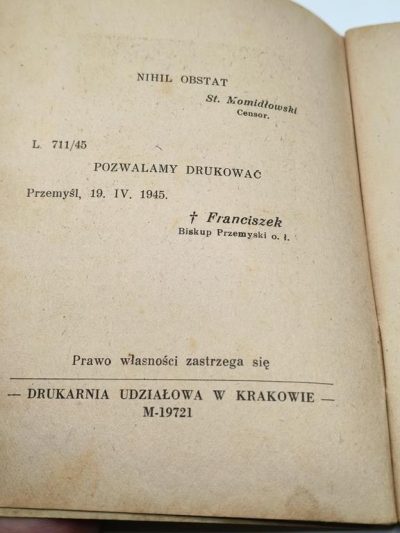 NIHIL OBSTAT
St. Komidłowski
Censor.
L. 711/45
POZWALAMY DRUKOWAĆ
Przemyśl, 19. IV. 1945.
† Franciszek
Biskup Przemyski o. ł.
Prawo własności zastrzega się
— DRUKARNIA UDZIAŁOWA W KRAKOWIE —
M-19721